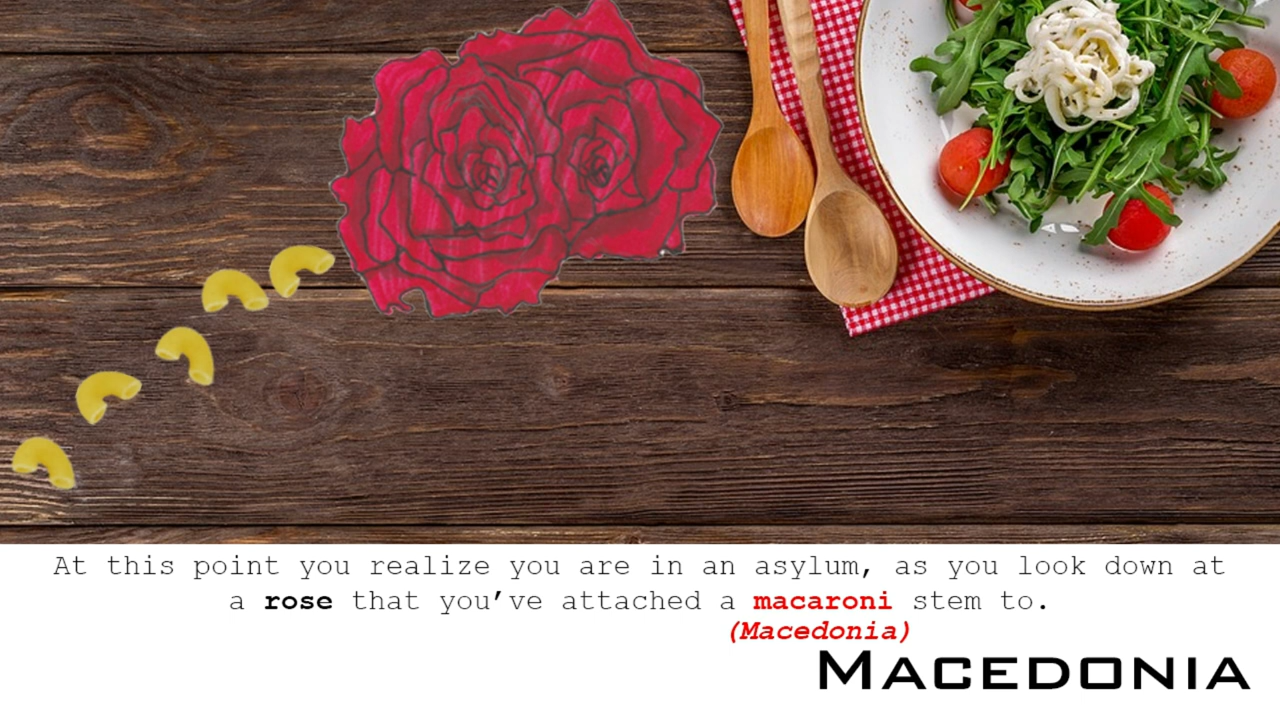 At this point you realize you are in an asylum, as you look down at
a rose that you’ve attached a macaroni stem to.
(Macedonia)
MACEDONIA